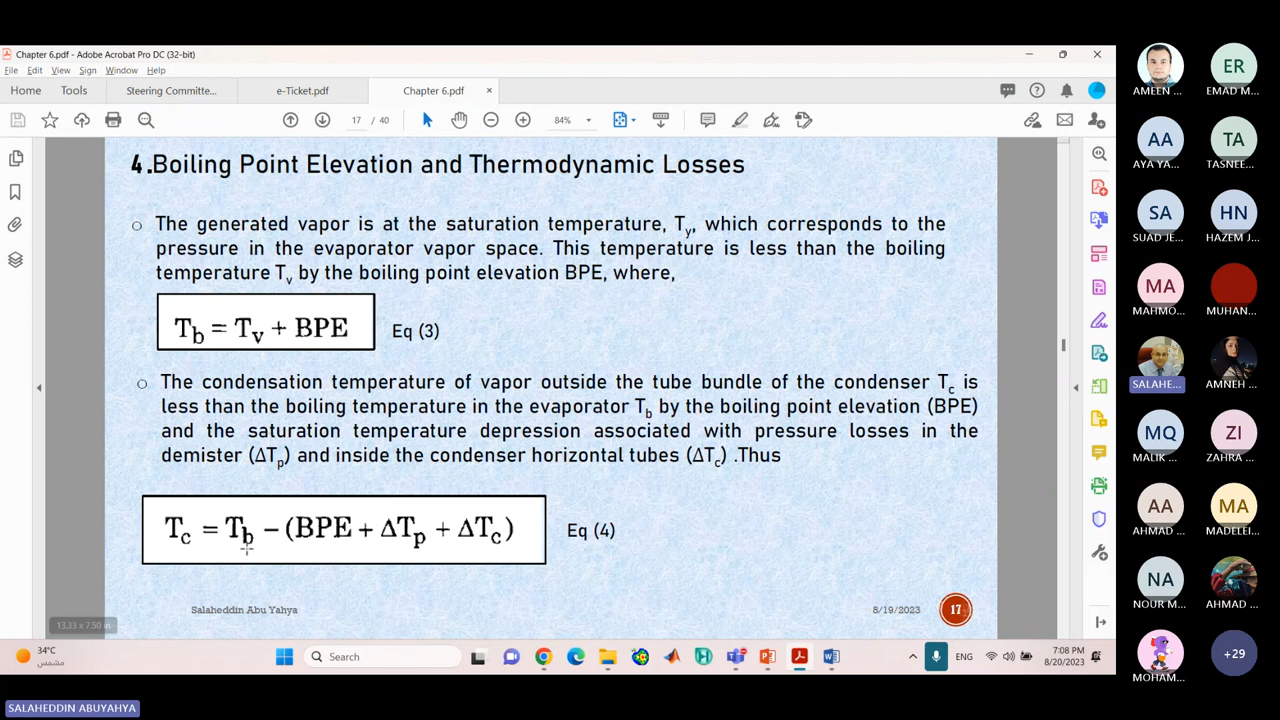 Chapter 6.pdf - Adobe Acrobat Pro DC (32-bit)
File Edit View Sign Window Help
Home Tools Steering Committe... e-Ticket.pdf Chapter 6.pdf ×
17 / 40 84%
4.Boiling Point Elevation and Thermodynamic Losses
The generated vapor is at the saturation temperature, Ty, which corresponds to the
pressure in the evaporator vapor space. This temperature is less than the boiling
temperature Tv by the boiling point elevation BPE, where,
Tb = Tv + BPE Eq (3)
The condensation temperature of vapor outside the tube bundle of the condenser Tc is
less than the boiling temperature in the evaporator Tb by the boiling point elevation (BPE)
and the saturation temperature depression associated with pressure losses in the
demister (ΔTp) and inside the condenser horizontal tubes (ΔTc) .Thus
Tc = Tb − (BPE + ΔTp + ΔTc) Eq (4)
Salaheddin Abu Yahya 8/19/2023 17
13.33 x 7.50 in
34°C
مشمس
Search
ENG
7:08 PM
8/20/2023
SALAHEDDIN ABUYAHYA
AMEEN ...
ER
EMAD M...
AA
AYA YA...
TA
TASNEE...
SA
SUAD JE...
HN
HAZEM J...
MA
MAHMO...
MUHAN...
SALAHE...
AMNEH ...
MQ
MALIK ...
ZI
ZAHRA ...
AA
AHMAD ...
MA
MADELEI...
NA
NOUR M...
AHMAD ...
MOHAM...
+29